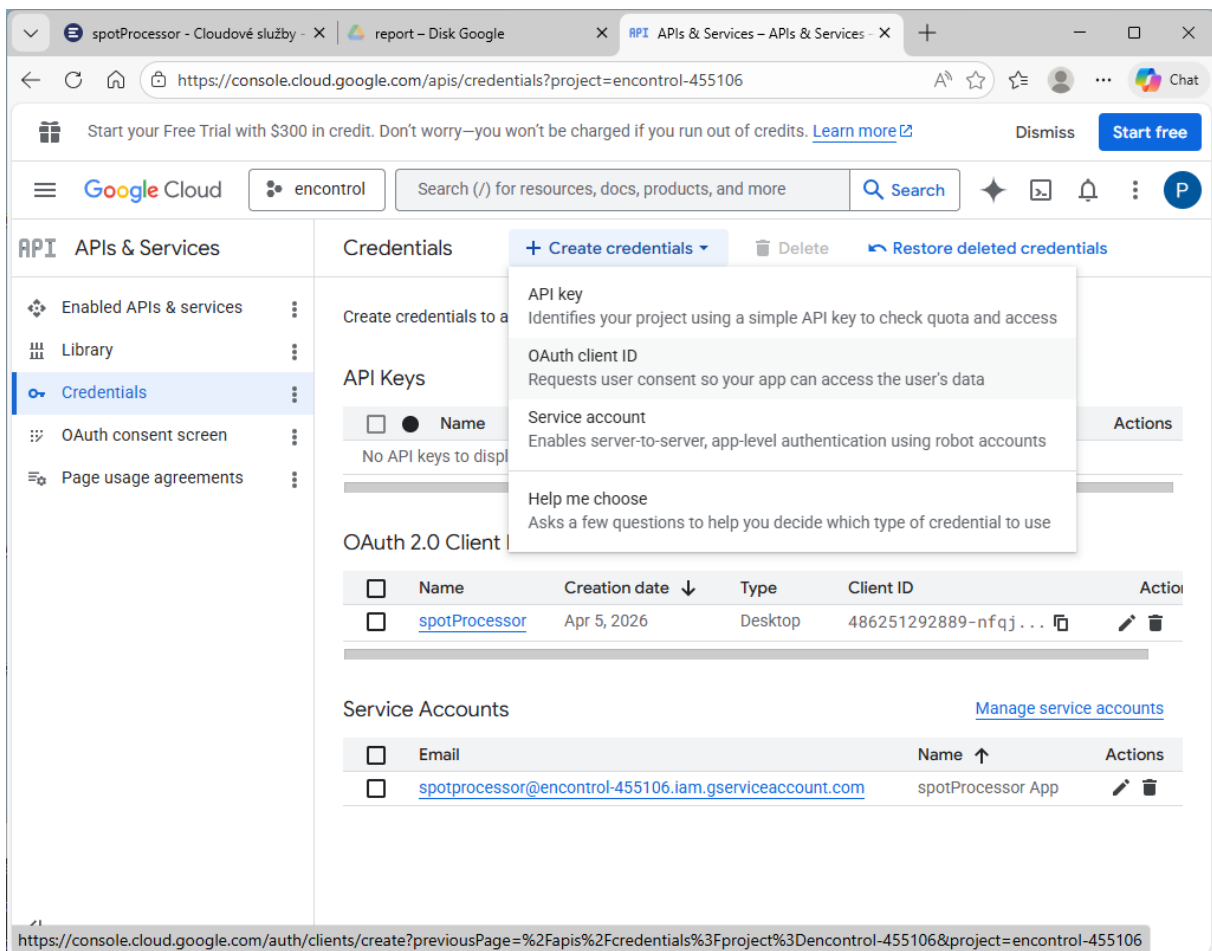 spotProcessor - Cloudové služby -
report – Disk Google
API APIs & Services – APIs & Services -
https://console.cloud.google.com/apis/credentials?project=encontrol-455106
Chat
Start your Free Trial with $300 in credit. Don't worry—you won't be charged if you run out of credits. Learn more
Dismiss
Start free
Google Cloud
encontrol
Search (/) for resources, docs, products, and more
Search
P
API APIs & Services
Credentials
+ Create credentials
Delete
Restore deleted credentials
Enabled APIs & services
Library
Credentials
OAuth consent screen
Page usage agreements
Create credentials to a
API key
Identifies your project using a simple API key to check quota and access
OAuth client ID
Requests user consent so your app can access the user's data
Service account
Enables server-to-server, app-level authentication using robot accounts
Help me choose
Asks a few questions to help you decide which type of credential to use
API Keys
Name
Actions
No API keys to displ
OAuth 2.0 Client I
Name Creation date Type Client ID Actio
spotProcessor Apr 5, 2026 Desktop 486251292889-nfqj...
Service Accounts
Manage service accounts
Email Name Actions
spotprocessor@encontrol-455106.iam.gserviceaccount.com spotProcessor App
https://console.cloud.google.com/auth/clients/create?previousPage=%2Fapis%2Fcredentials%3Fproject%3Dencontrol-455106&project=encontrol-455106